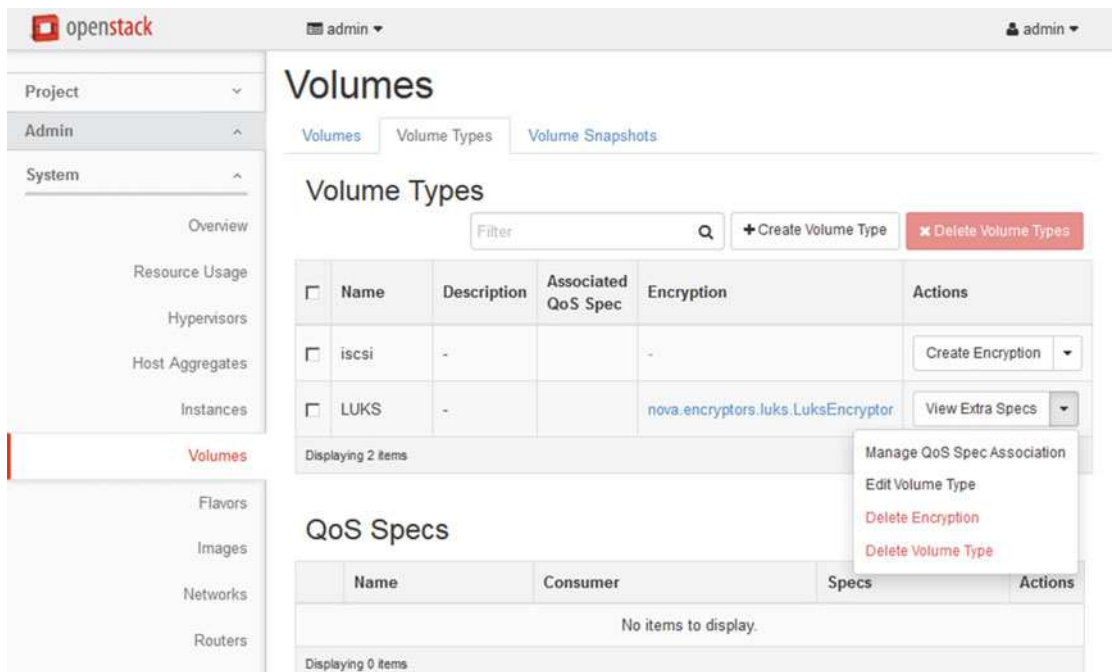 openstack
admin
admin
Project
Admin
System
Overview
Resource Usage
Hypervisors
Host Aggregates
Instances
Volumes
Flavors
Images
Networks
Routers
Volumes
Volumes Volume Types Volume Snapshots
Volume Types
Filter
Create Volume Type
Delete Volume Types
Name Description Associated QoS Spec Encryption Actions
iscsi - - Create Encryption
LUKS - nova.encryptors.luks.LuksEncryptor View Extra Specs
Displaying 2 items
Manage QoS Spec Association
Edit Volume Type
Delete Encryption
Delete Volume Type
QoS Specs
Name Consumer Specs Actions
No items to display.
Displaying 0 items